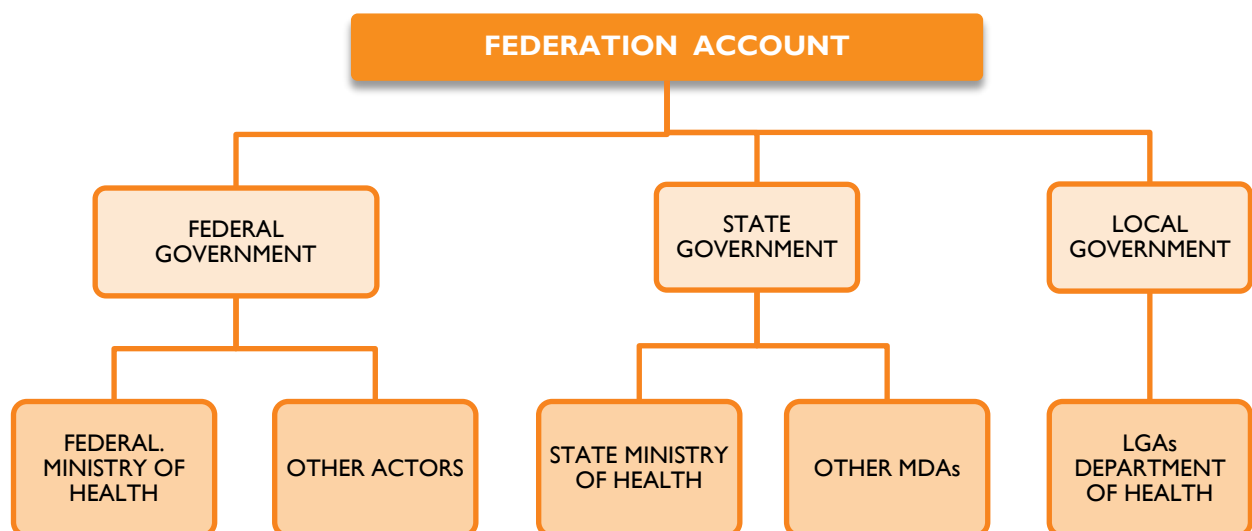 FEDERATION ACCOUNT
FEDERAL
GOVERNMENT
STATE
GOVERNMENT
LOCAL
GOVERNMENT
FEDERAL.
MINISTRY OF
HEALTH
OTHER ACTORS
STATE MINISTRY
OF HEALTH
OTHER MDAs
LGAs
DEPARTMENT
OF HEALTH